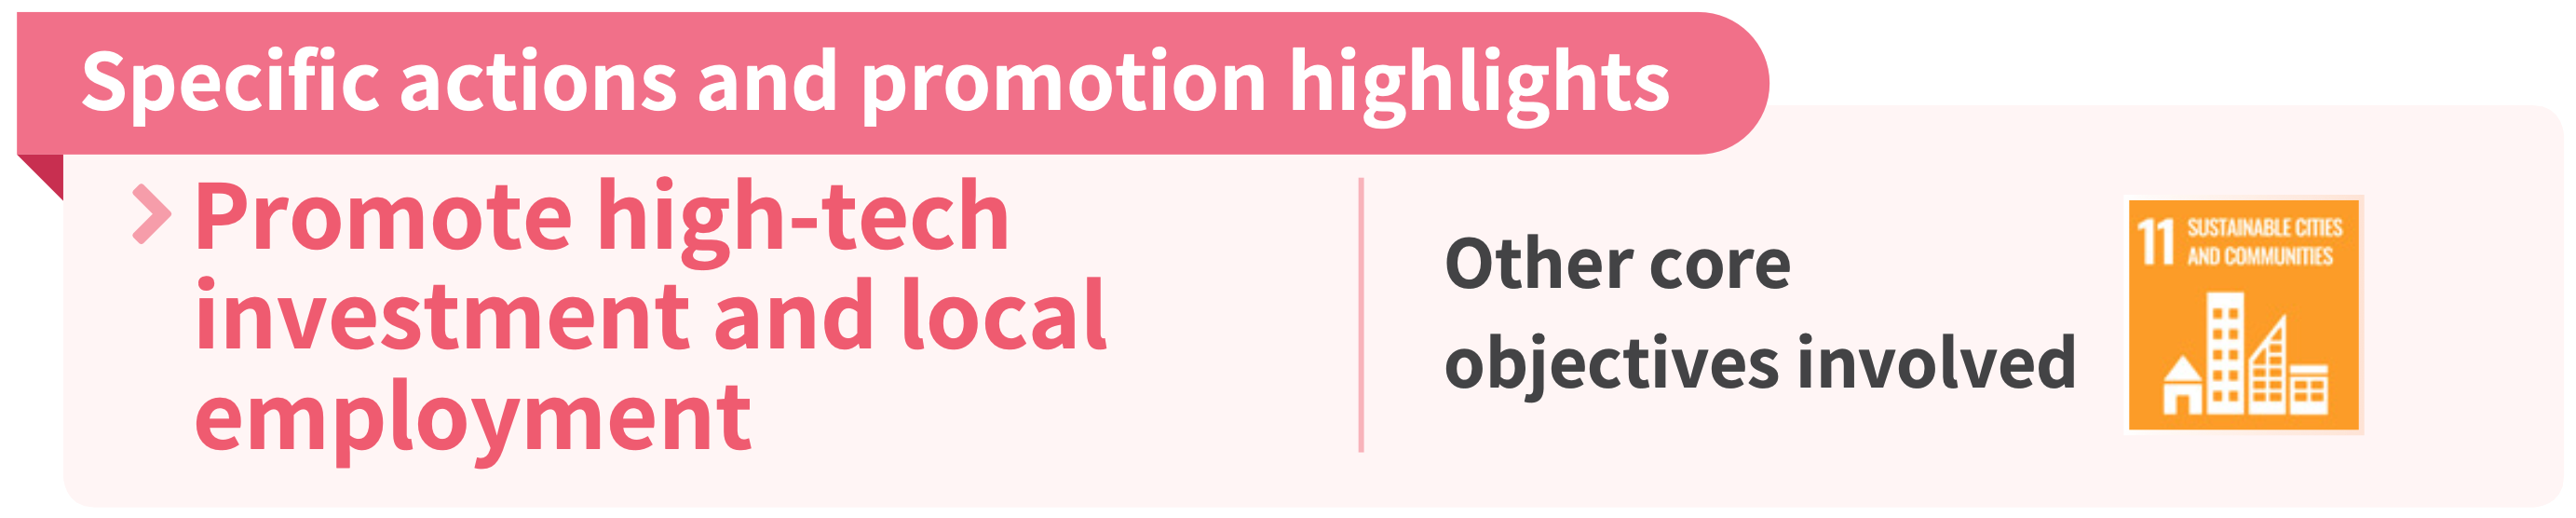 Specific actions and promotion highlights
Promote high-tech
investment and local
employment
Other core
objectives involved
11 SUSTAINABLE CITIES
AND COMMUNITIES